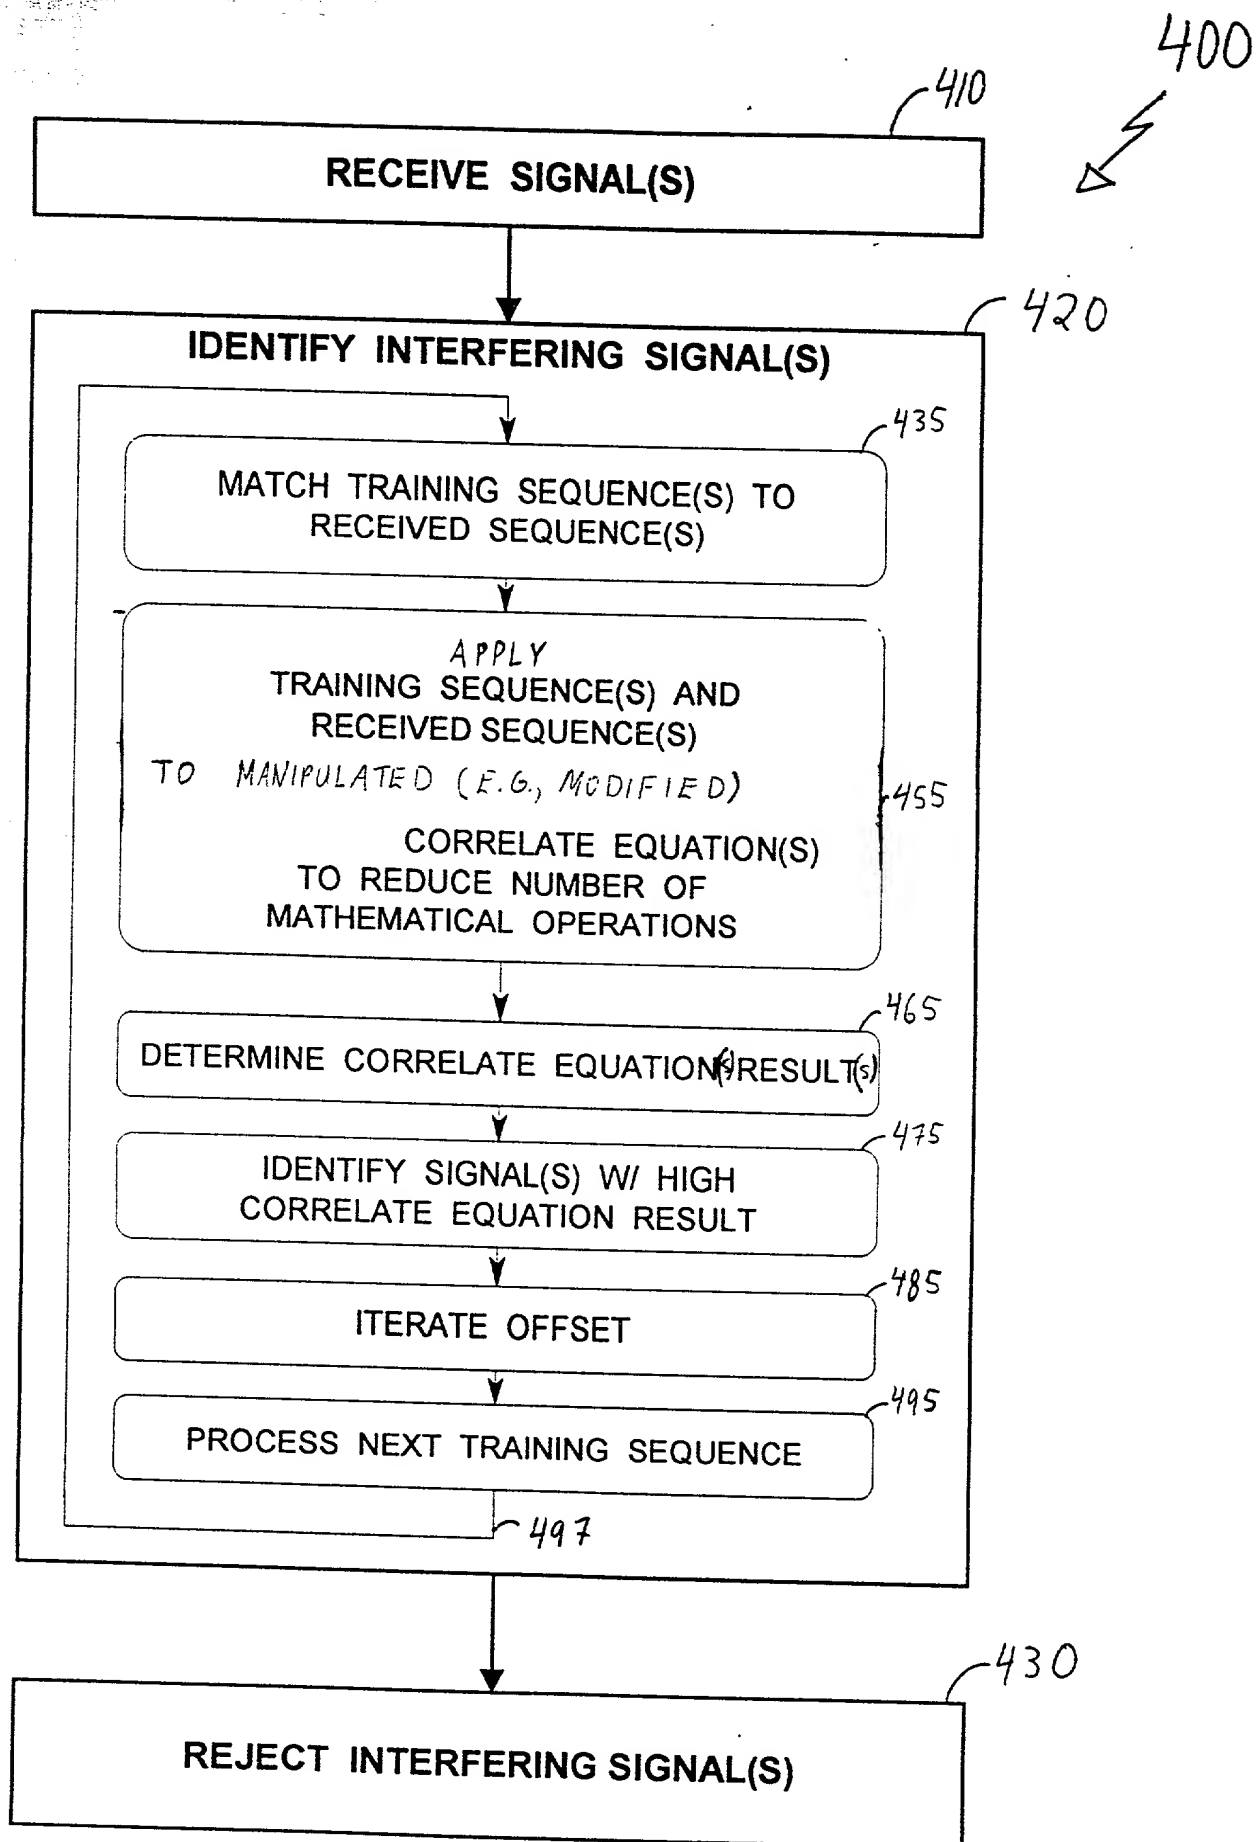 400
410
RECEIVE SIGNAL(S)
420
IDENTIFY INTERFERING SIGNAL(S)
435
MATCH TRAINING SEQUENCE(S) TO
RECEIVED SEQUENCE(S)
APPLY
TRAINING SEQUENCE(S) AND
RECEIVED SEQUENCE(S)
TO MANIPULATED (E.G., MODIFIED)
455
CORRELATE EQUATION(S)
TO REDUCE NUMBER OF
MATHEMATICAL OPERATIONS
465
DETERMINE CORRELATE EQUATION(S) RESULT(S)
475
IDENTIFY SIGNAL(S) W/ HIGH
CORRELATE EQUATION RESULT
485
ITERATE OFFSET
495
PROCESS NEXT TRAINING SEQUENCE
497
430
REJECT INTERFERING SIGNAL(S)